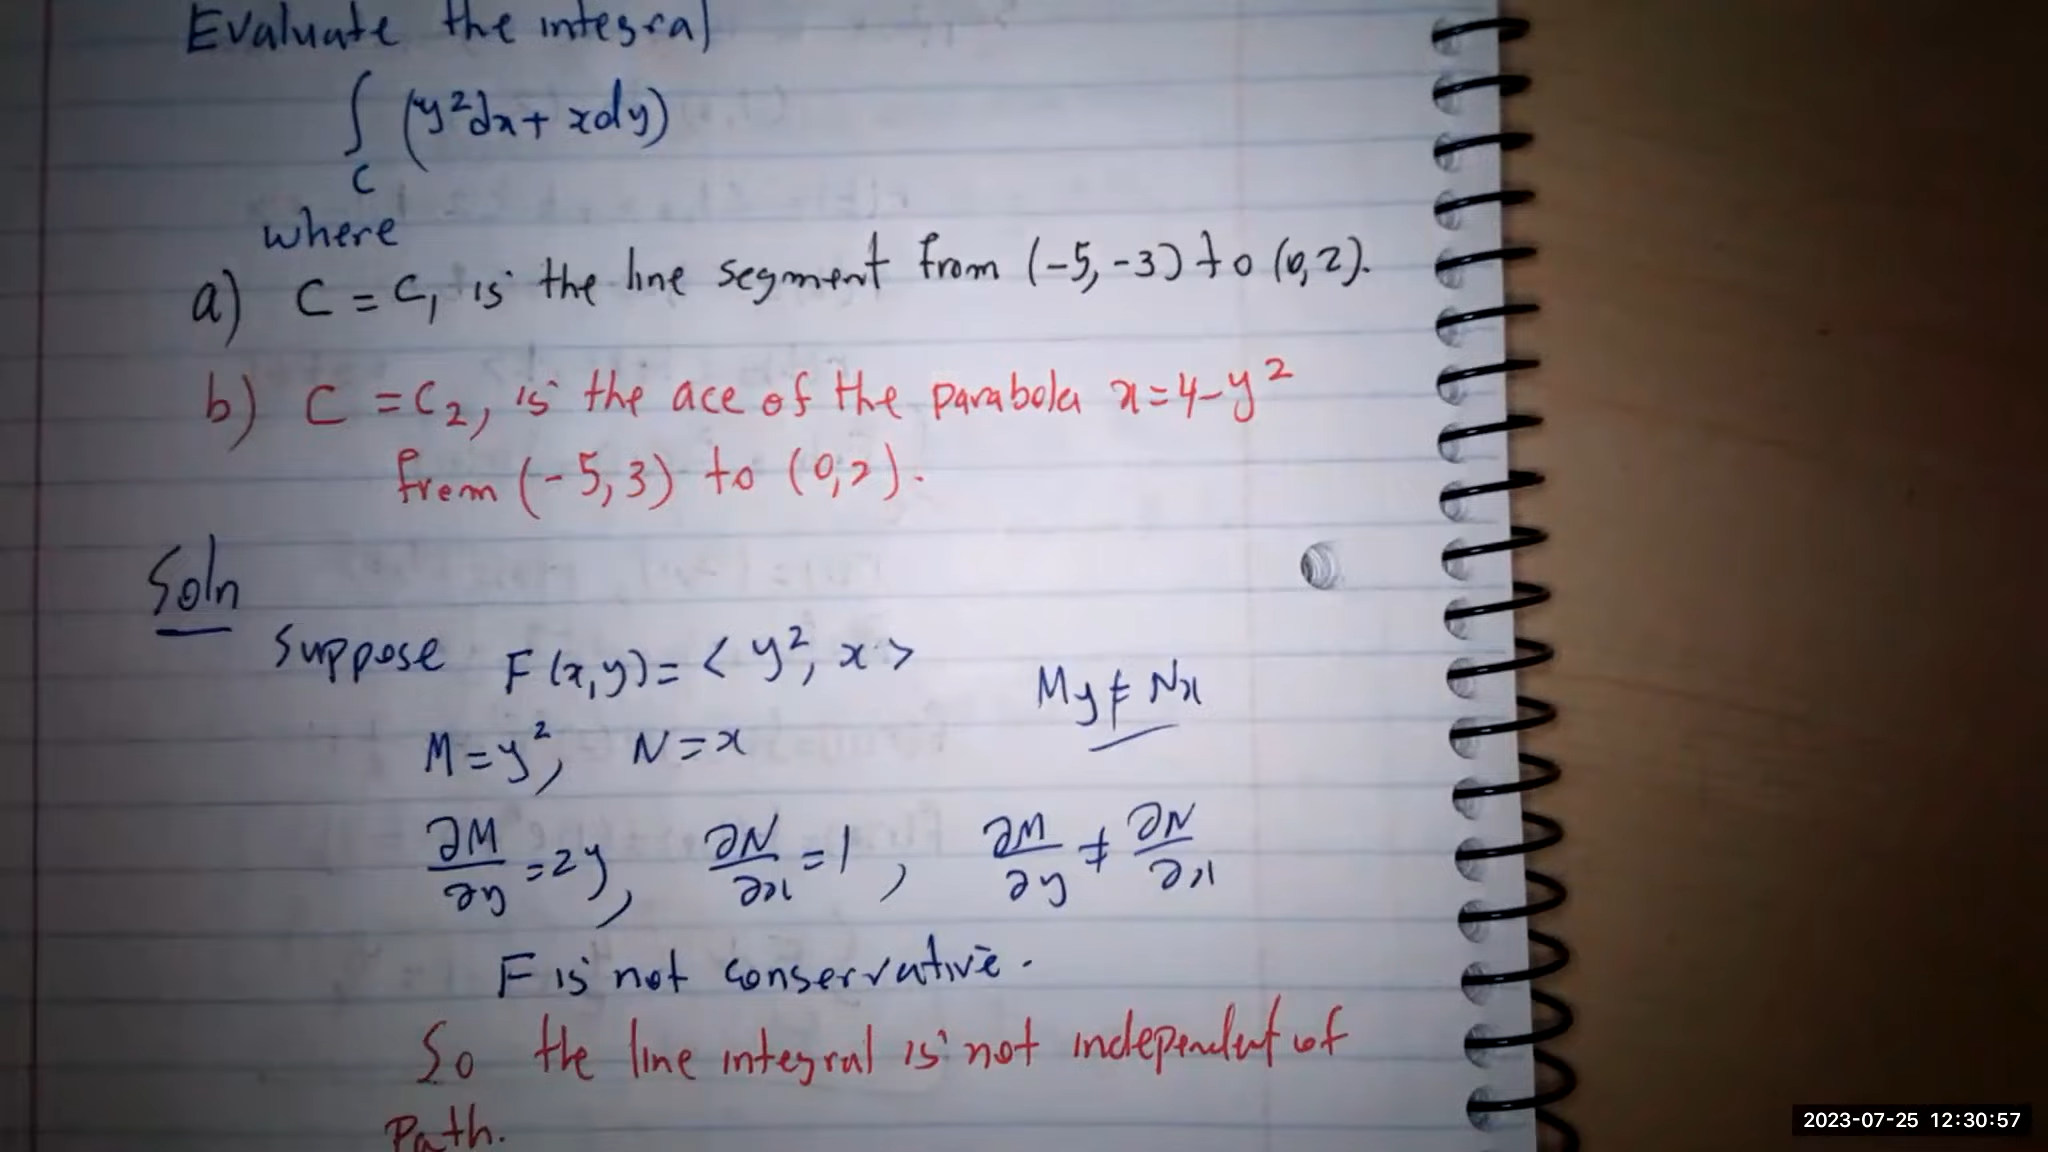 Evaluate the integral
∫ (y²dx + xdy)
C
where
a) C = C₁ is the line segment from (-5,-3) to (0,2).
b) C = C₂, is the ace of the parabola x=4-y²
from (-5,3) to (0,2).
Soln
Suppose F(x,y) = < y², x >
My ≠ Nx
M = y², N = x
∂M/∂y = 2y, ∂N/∂x = 1, ∂M/∂y ≠ ∂N/∂x
F is not conservative.
So the line integral is not independent of
Path.
2023-07-25 12:30:57